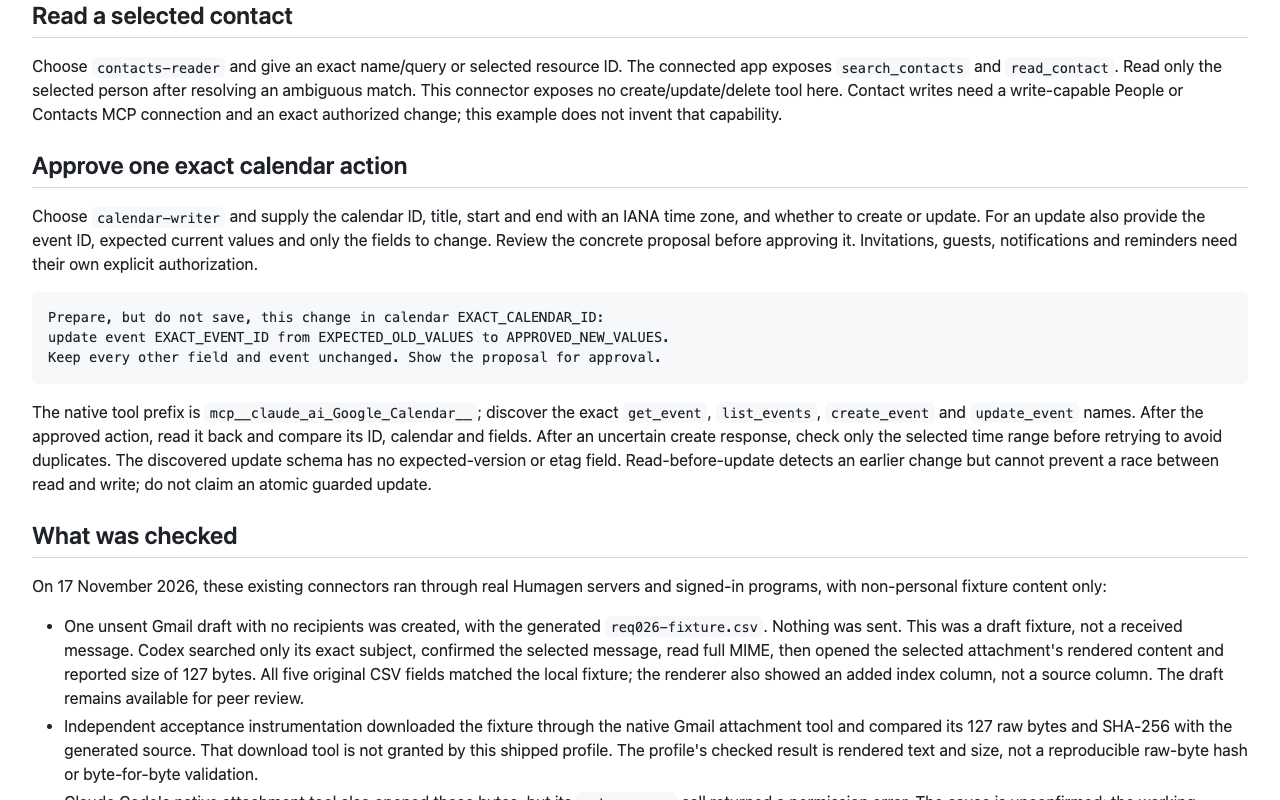 Read a selected contact
Choose contacts-reader and give an exact name/query or selected resource ID. The connected app exposes search_contacts and read_contact . Read only the
selected person after resolving an ambiguous match. This connector exposes no create/update/delete tool here. Contact writes need a write-capable People or
Contacts MCP connection and an exact authorized change; this example does not invent that capability.
Approve one exact calendar action
Choose calendar-writer and supply the calendar ID, title, start and end with an IANA time zone, and whether to create or update. For an update also provide the
event ID, expected current values and only the fields to change. Review the concrete proposal before approving it. Invitations, guests, notifications and reminders need
their own explicit authorization.
Prepare, but do not save, this change in calendar EXACT_CALENDAR_ID:
update event EXACT_EVENT_ID from EXPECTED_OLD_VALUES to APPROVED_NEW_VALUES.
Keep every other field and event unchanged. Show the proposal for approval.
The native tool prefix is mcp__claude_ai_Google_Calendar__ ; discover the exact get_event , list_events , create_event and update_event names. After the
approved action, read it back and compare its ID, calendar and fields. After an uncertain create response, check only the selected time range before retrying to avoid
duplicates. The discovered update schema has no expected-version or etag field. Read-before-update detects an earlier change but cannot prevent a race between
read and write; do not claim an atomic guarded update.
What was checked
On 17 November 2026, these existing connectors ran through real Humagen servers and signed-in programs, with non-personal fixture content only:
• One unsent Gmail draft with no recipients was created, with the generated req026-fixture.csv . Nothing was sent. This was a draft fixture, not a received
message. Codex searched only its exact subject, confirmed the selected message, read full MIME, then opened the selected attachment's rendered content and
reported size of 127 bytes. All five original CSV fields matched the local fixture; the renderer also showed an added index column, not a source column. The draft
remains available for peer review.
• Independent acceptance instrumentation downloaded the fixture through the native Gmail attachment tool and compared its 127 raw bytes and SHA-256 with the
generated source. That download tool is not granted by this shipped profile. The profile's checked result is rendered text and size, not a reproducible raw-byte hash
or byte-for-byte validation.